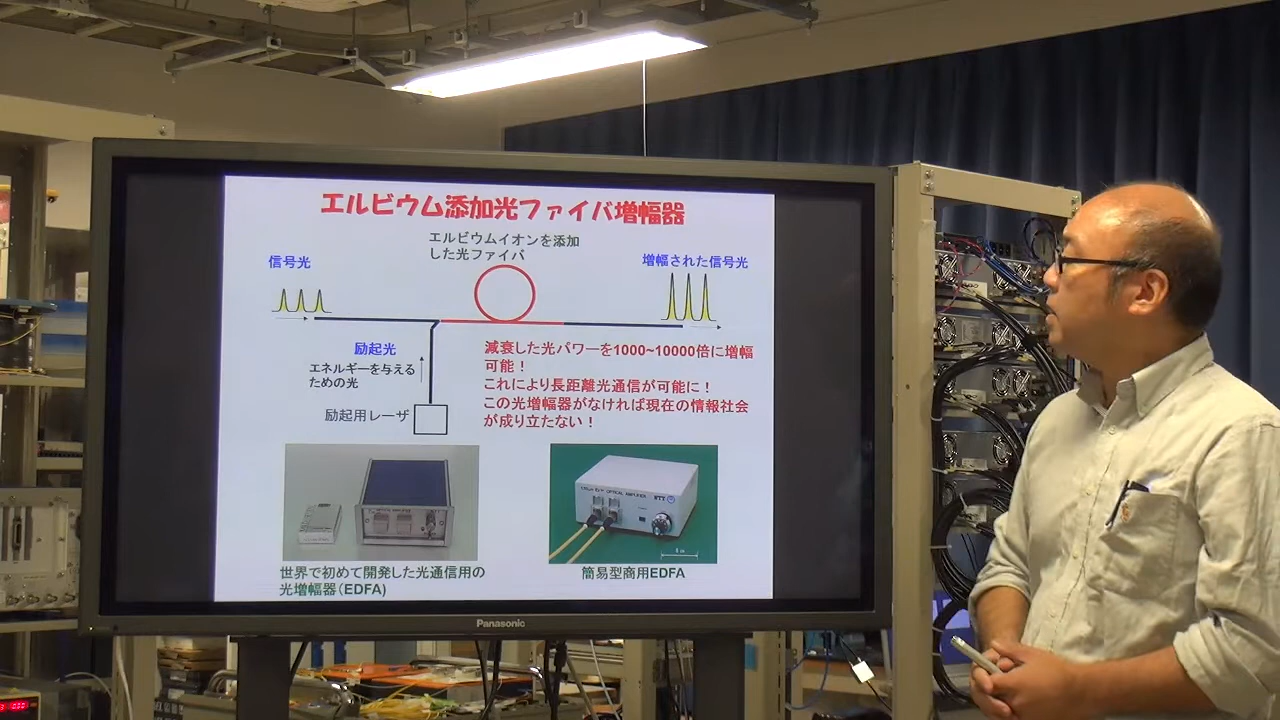 エルビウム添加光ファイバ増幅器
エルビウムイオンを添加
した光ファイバ
信号光
増幅された信号光
励起光
エネルギーを与える
ための光
励起用レーザ
減衰した光パワーを1000~10000倍に増幅
可能！
これにより長距離光通信が可能に！
この光増幅器がなければ現在の情報社会
が成り立たない！
OPTICAL AMPLIFIER
NTT
世界で初めて開発した光通信用の
光増幅器(EDFA)
簡易型商用EDFA
Panasonic